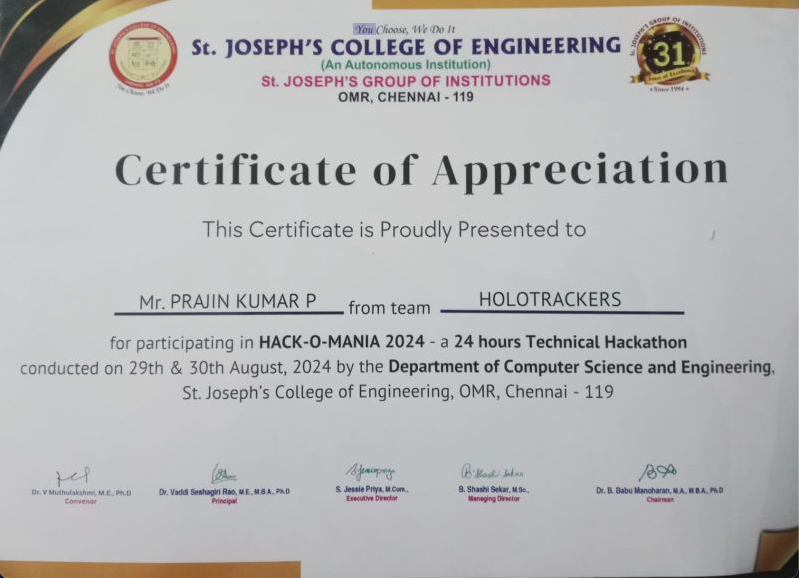 You Choose, We Do It
St. JOSEPH'S COLLEGE OF ENGINEERING
(An Autonomous Institution)
St. JOSEPH'S GROUP OF INSTITUTIONS
OMR, CHENNAI - 119
You Choose, We Do It
St. JOSEPH'S GROUP OF INSTITUTIONS
31
Years of Excellence
Since 1994
Certificate of Appreciation
This Certificate is Proudly Presented to
Mr. PRAJIN KUMAR P from team HOLOTRACKERS
for participating in HACK-O-MANIA 2024 - a 24 hours Technical Hackathon
conducted on 29th & 30th August, 2024 by the Department of Computer Science and Engineering,
St. Joseph's College of Engineering, OMR, Chennai - 119
B. Shashi Sekar
Dr. V Muthulakshmi, M.E., Ph.D
Convenor
Dr. Vaddi Seshagiri Rao, M.E., M.B.A., Ph.D
Principal
S. Jessie Priya, M.Com.,
Executive Director
B. Shashi Sekar, M.Sc.,
Managing Director
Dr. B. Babu Manoharan, M.A., M.B.A., Ph.D
Chairman